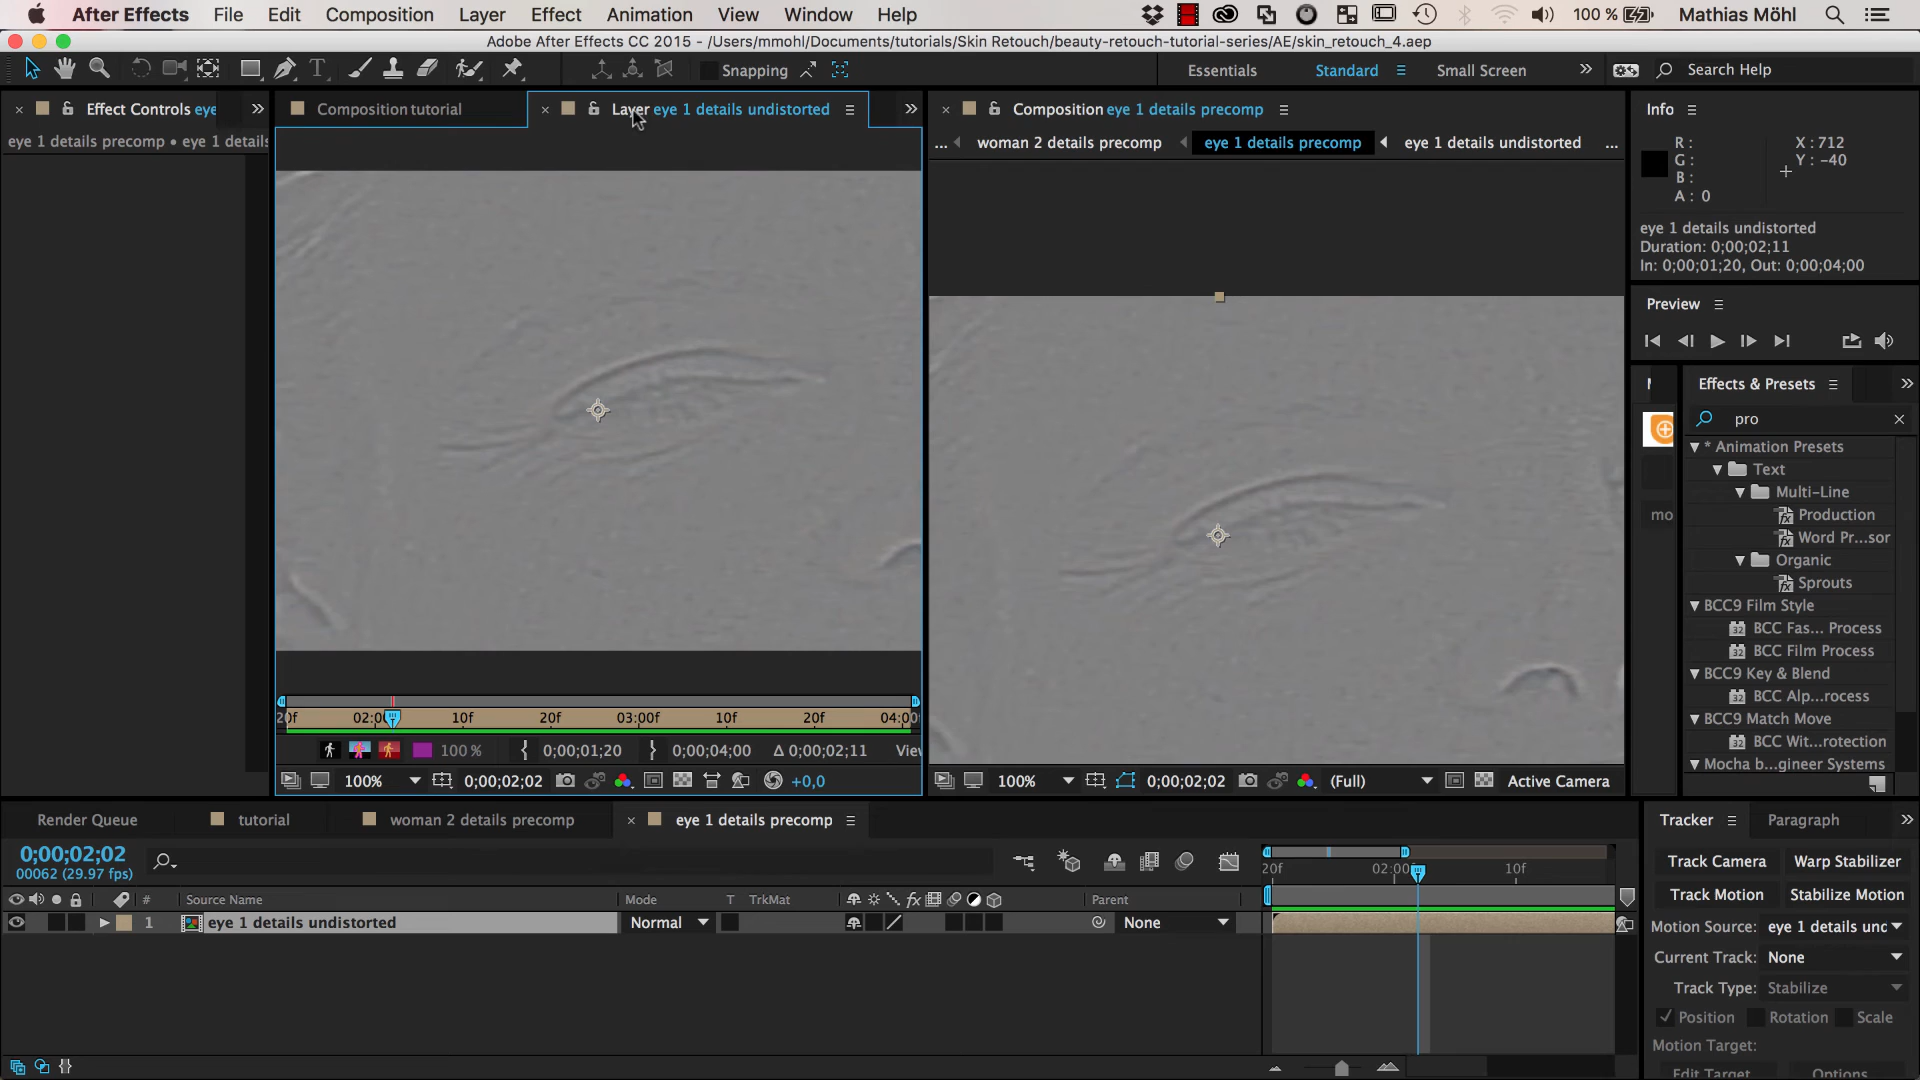 After Effects File Edit Composition Layer Effect Animation View Window Help 100 % Mathias Möhl
Adobe After Effects CC 2015 - /Users/mmohl/Documents/tutorials/Skin Retouch/beauty-retouch-tutorial-series/AE/skin_retouch_4.aep
Snapping Essentials Standard Small Screen Search Help
Effect Controls eye
eye 1 details precomp • eye 1 details
Composition tutorial
Layer eye 1 details undistorted
Composition eye 1 details precomp
... woman 2 details precomp eye 1 details precomp eye 1 details undistorted ...
Info
R :
G :
B :
A : 0
X : 712
Y : -40
eye 1 details undistorted
Duration: 0;00;02;11
In: 0;00;01;20, Out: 0;00;04;00
Preview
Effects & Presets
pro
* Animation Presets
Text
Multi-Line
Production
Word Pr...sor
Organic
Sprouts
BCC9 Film Style
BCC Fas... Process
BCC Film Process
BCC9 Key & Blend
BCC Alp...rocess
BCC9 Match Move
BCC Wit...rotection
Mocha b...gineer Systems
mo
20f 02:00 10f 20f 03:00f 10f 20f 04:00
100 % 0;00;01;20 0;00;04;00 Δ 0;00;02;11 Vie
100% 0;00;02;02 +0,0
100% 0;00;02;02 (Full) Active Camera
Render Queue tutorial woman 2 details precomp eye 1 details precomp
0;00;02;02
00062 (29.97 fps)
20f 02:00 10f
# Source Name Mode T TrkMat Parent
1 eye 1 details undistorted Normal None
Tracker Paragraph
Track Camera Warp Stabilizer
Track Motion Stabilize Motion
Motion Source: eye 1 details und
Current Track: None
Track Type: Stabilize
Position Rotation Scale
Motion Target:
Edit Target... Options...